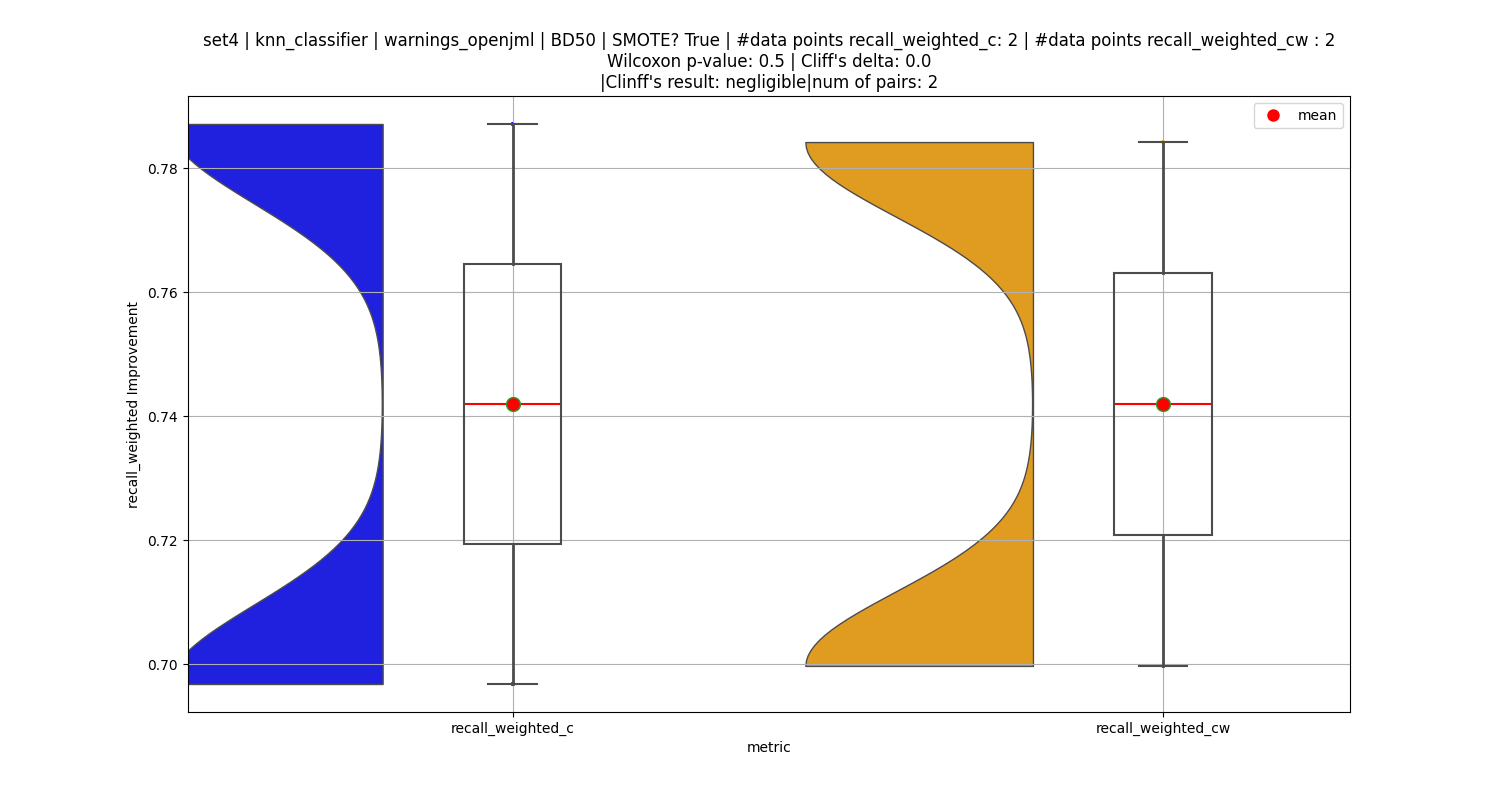 set4 | knn_classifier | warnings_openjml | BD50 | SMOTE? True | #data points recall_weighted_c: 2 | #data points recall_weighted_cw : 2
Wilcoxon p-value: 0.5 | Cliff's delta: 0.0
|Clinff's result: negligible|num of pairs: 2
mean
0.78
0.76
0.74
0.72
0.70
recall_weighted Improvement
recall_weighted_c
recall_weighted_cw
metric